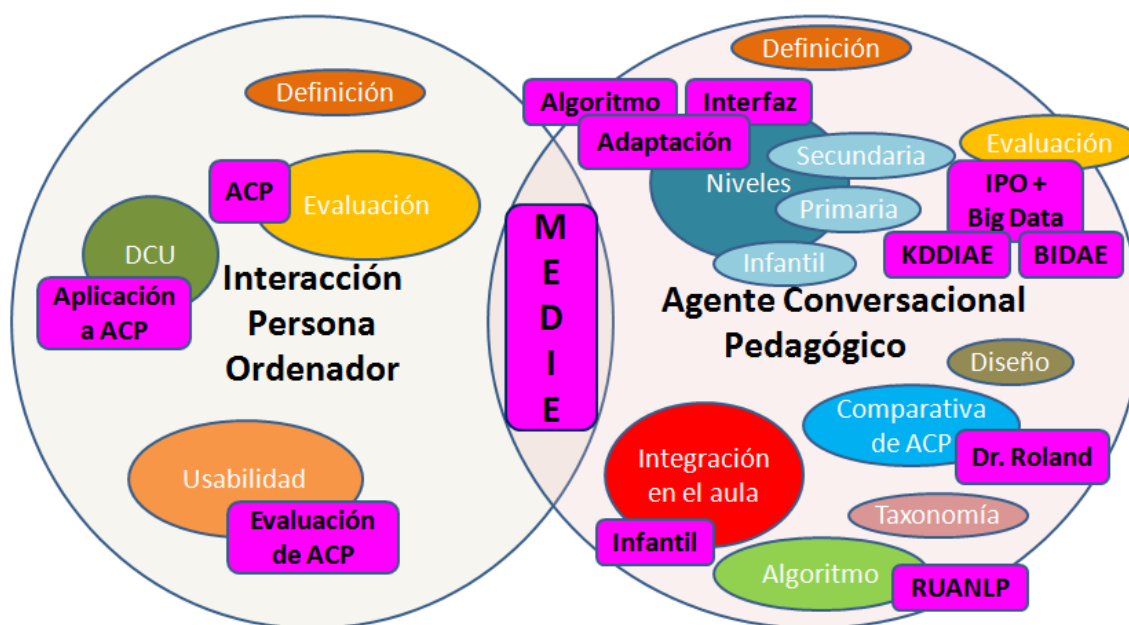 Definición
ACP
Evaluación
DCU
Aplicación
a ACP
Interacción
Persona
Ordenador
Usabilidad
Evaluación
de ACP
M
E
D
I
E
Definición
Algoritmo
Interfaz
Adaptación
Niveles
Secundaria
Primaria
Infantil
Evaluación
IPO +
Big Data
KDDIAE
BIDAE
Agente Conversacional
Pedagógico
Diseño
Comparativa
de ACP
Dr. Roland
Integración
en el aula
Infantil
Taxonomía
Algoritmo
RUANLP